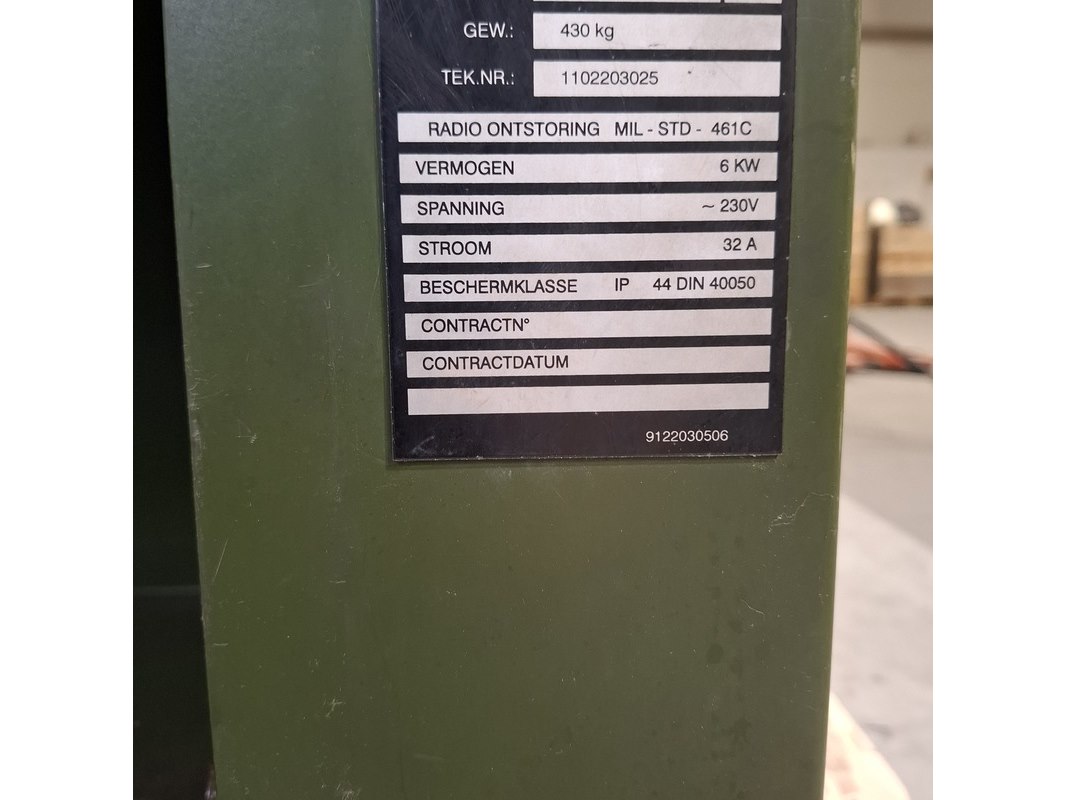 GEW.: 430 kg
TEK.NR.: 1102203025
RADIO ONTSTORING MIL - STD - 461C
VERMOGEN 6 KW
SPANNING ~ 230V
STROOM 32 A
BESCHERMKLASSE IP 44 DIN 40050
CONTRACTN°
CONTRACTDATUM
9122030506